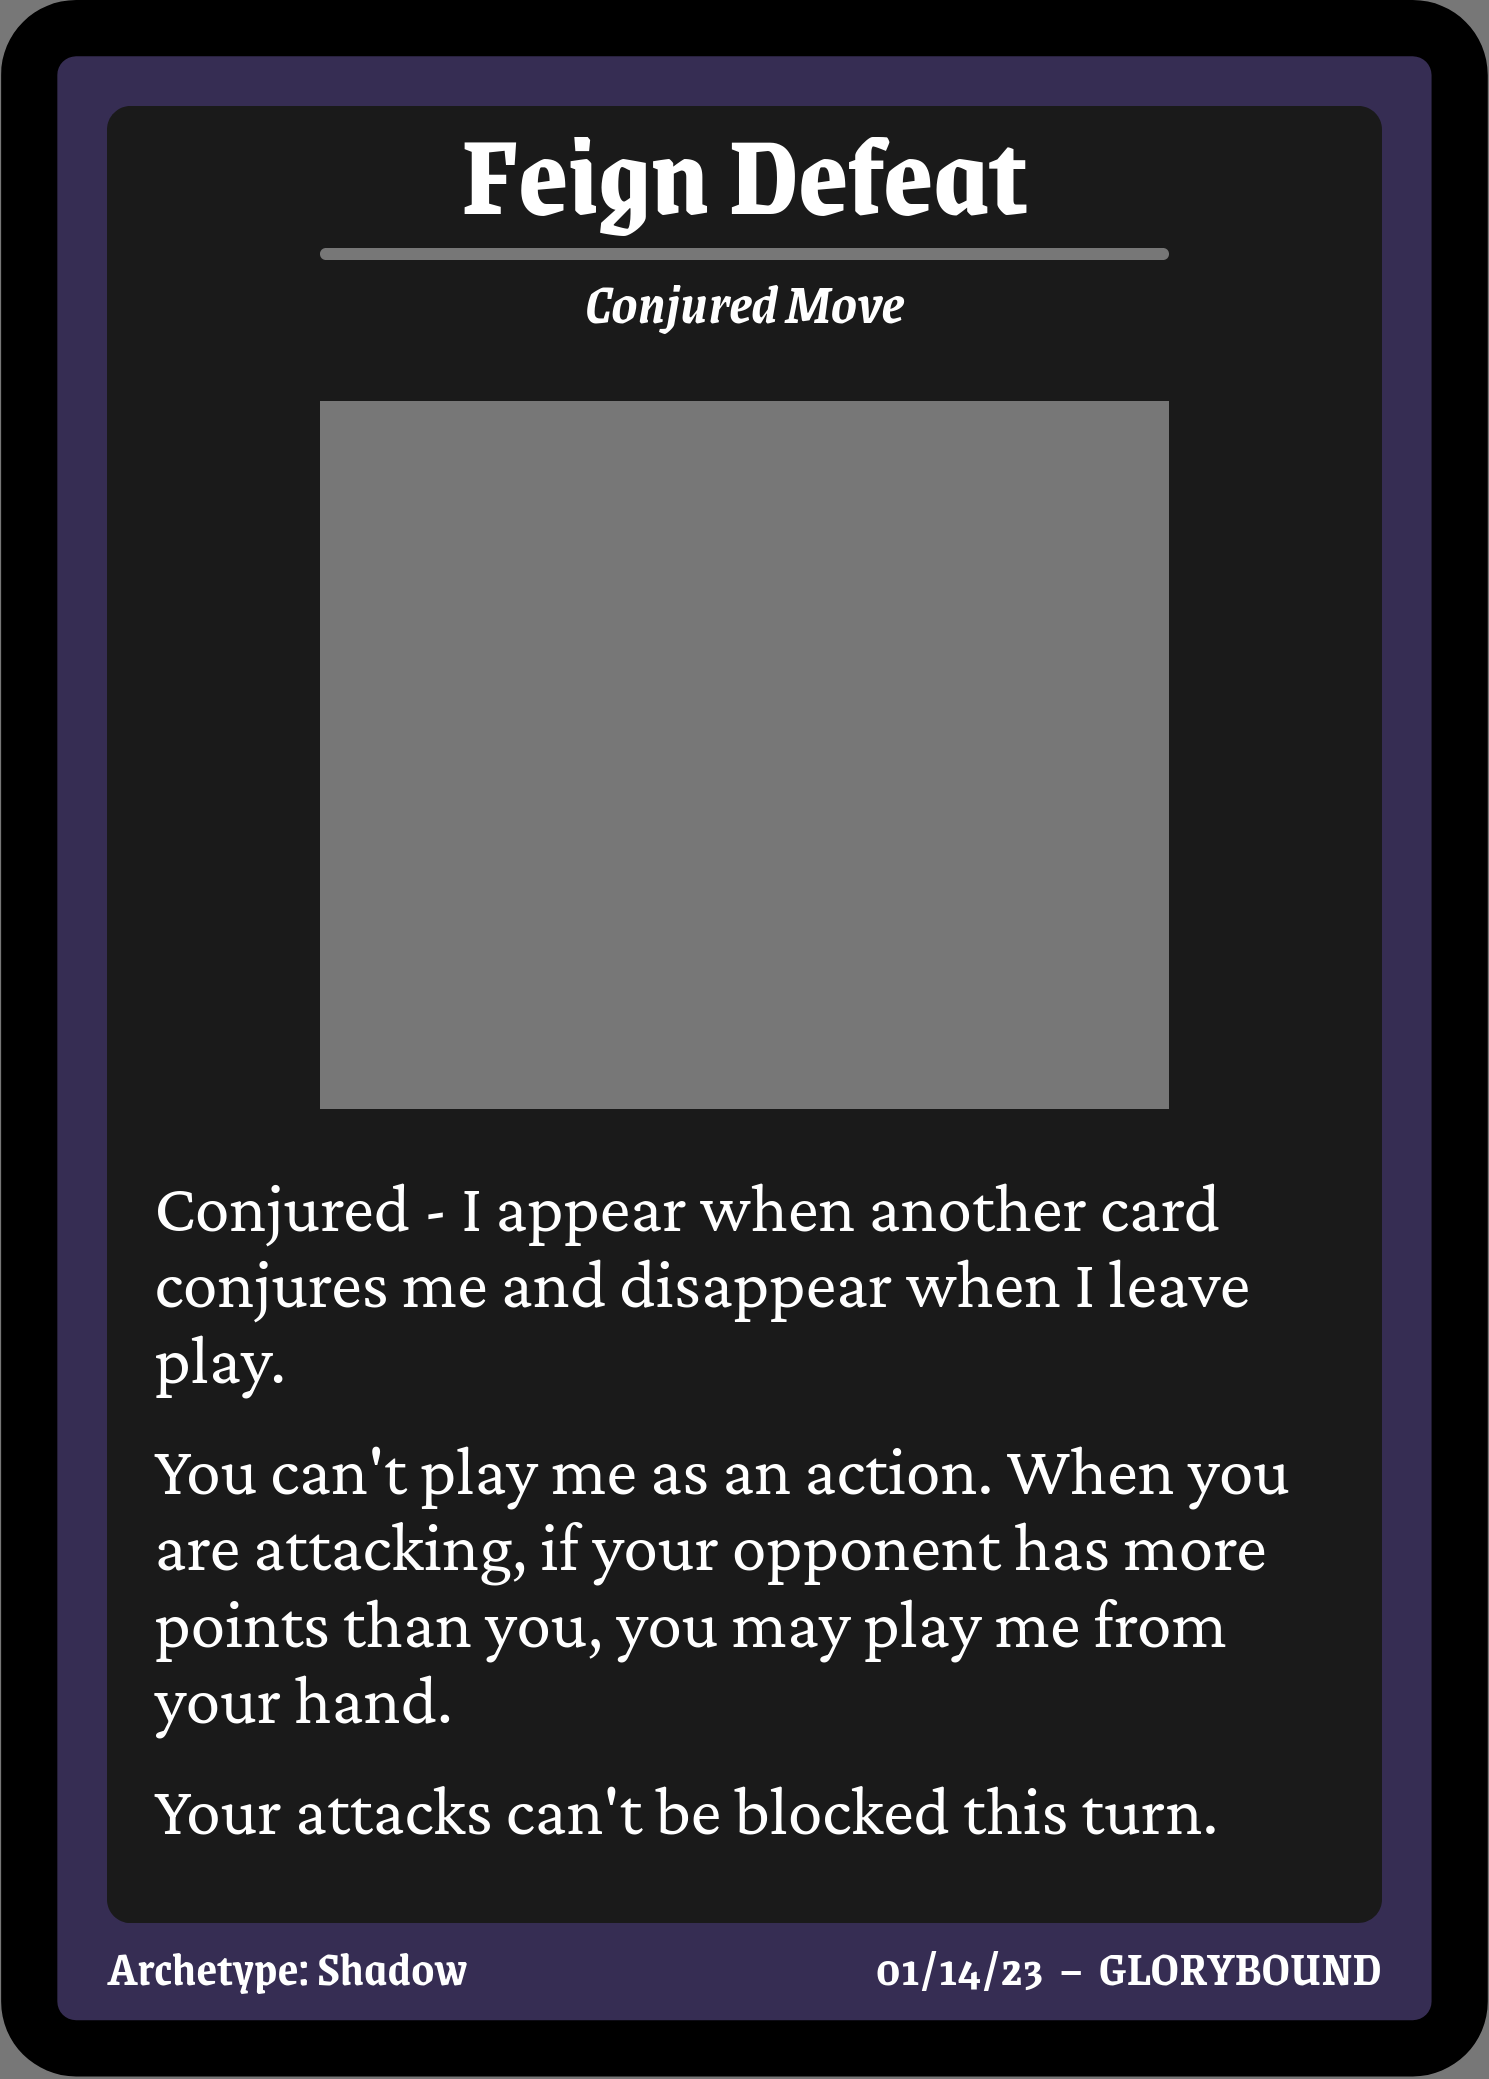 Feign Defeat
Conjured Move
Conjured - I appear when another card
conjures me and disappear when I leave
play.
You can't play me as an action. When you
are attacking, if your opponent has more
points than you, you may play me from
your hand.
Your attacks can't be blocked this turn.
Archetype: Shadow
01/14/23 – GLORYBOUND